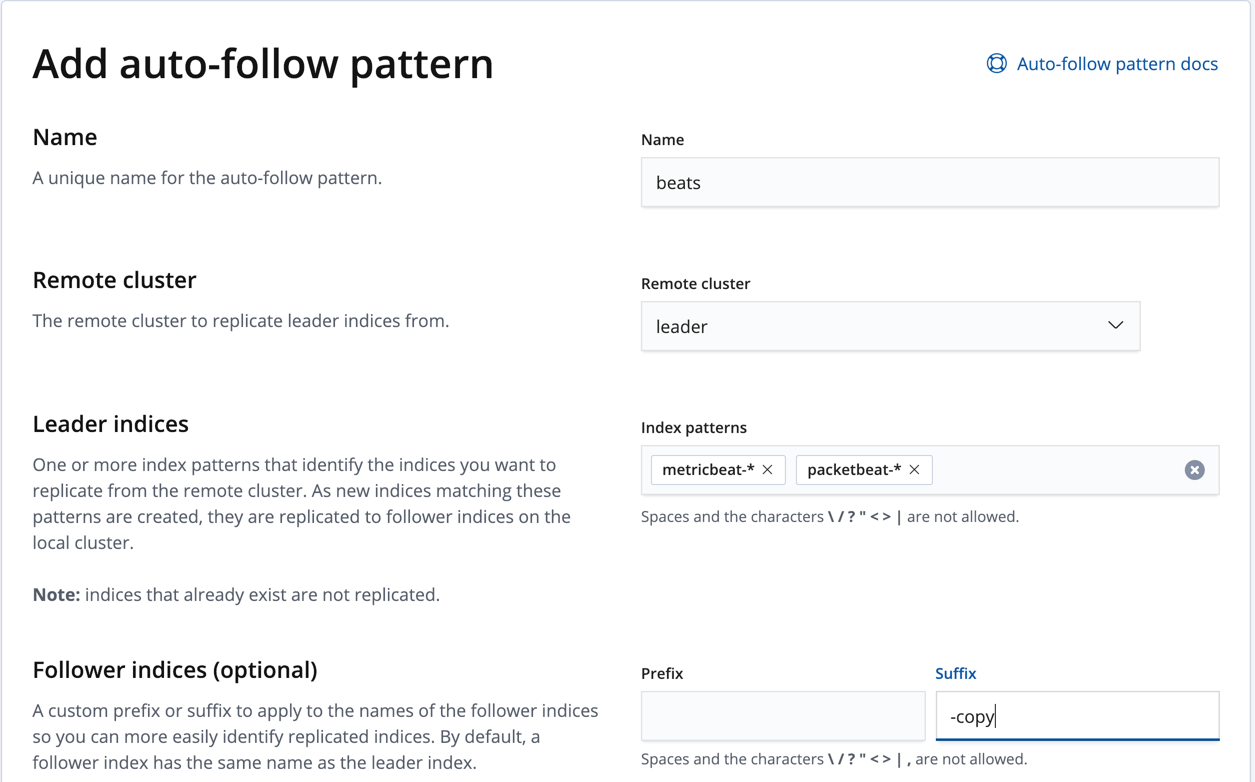 Add auto-follow pattern
Auto-follow pattern docs
Name
A unique name for the auto-follow pattern.
Name
beats
Remote cluster
The remote cluster to replicate leader indices from.
Remote cluster
leader
Leader indices
One or more index patterns that identify the indices you want to
replicate from the remote cluster. As new indices matching these
patterns are created, they are replicated to follower indices on the
local cluster.
Note: indices that already exist are not replicated.
Index patterns
metricbeat-* packetbeat-*
Spaces and the characters \ / ? " < > | are not allowed.
Follower indices (optional)
A custom prefix or suffix to apply to the names of the follower indices
so you can more easily identify replicated indices. By default, a
follower index has the same name as the leader index.
Prefix
Suffix
-copy
Spaces and the characters \ / ? " < > | , are not allowed.